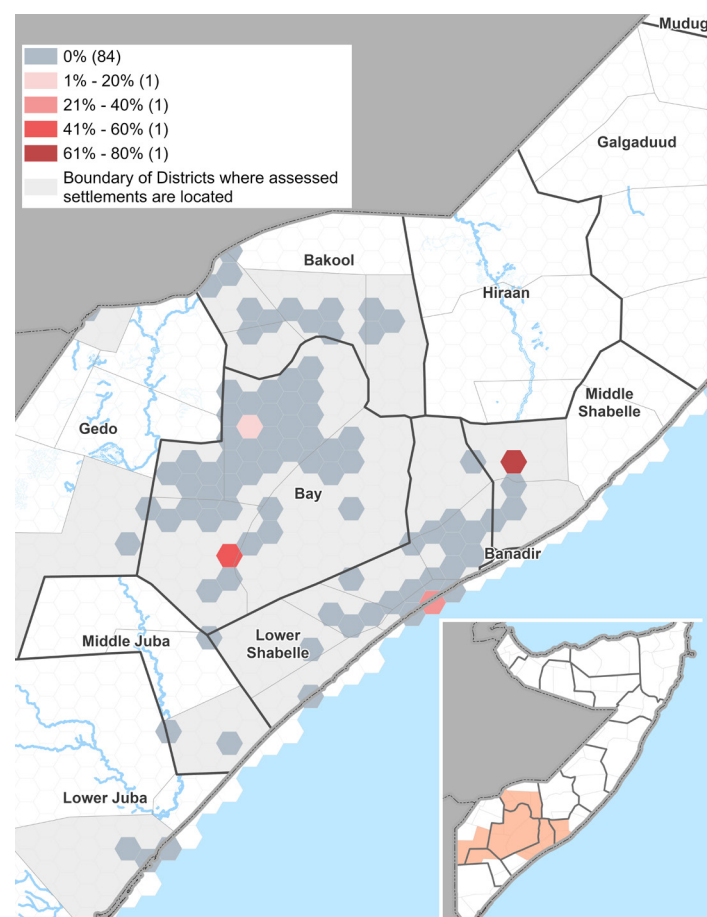 Mudug
0% (84)
1% - 20% (1)
21% - 40% (1)
41% - 60% (1)
61% - 80% (1)
Boundary of Districts where assessed
settlements are located
Galgaduud
Bakool
Hiraan
Middle
Shabelle
Gedo
Bay
Banadir
Middle Juba
Lower
Shabelle
Lower Juba